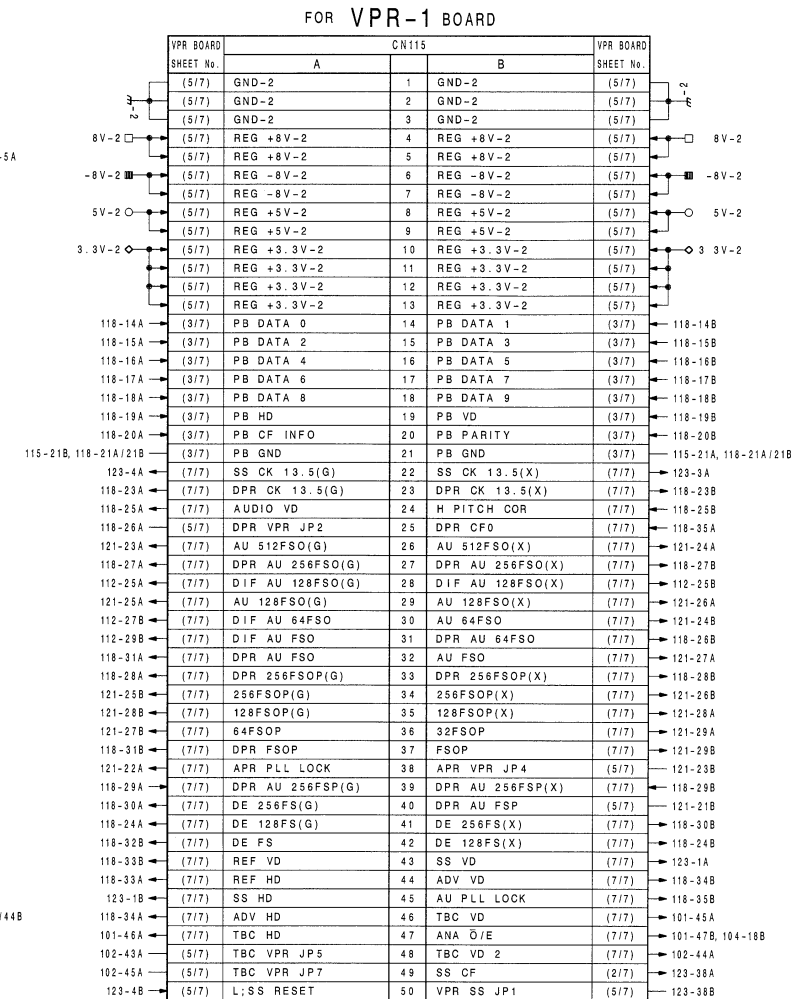 FOR VPR-1 BOARD
VPR BOARD CN115 VPR BOARD
SHEET No. A B SHEET No.
(5/7) GND-2 1 GND-2 (5/7)
-2 (5/7) GND-2 2 GND-2 (5/7) -2
(5/7) GND-2 3 GND-2 (5/7)
8V-2 (5/7) REG +8V-2 4 REG +8V-2 (5/7) 8V-2
-5A (5/7) REG +8V-2 5 REG +8V-2 (5/7)
-8V-2 (5/7) REG -8V-2 6 REG -8V-2 (5/7) -8V-2
(5/7) REG -8V-2 7 REG -8V-2 (5/7)
5V-2 (5/7) REG +5V-2 8 REG +5V-2 (5/7) 5V-2
(5/7) REG +5V-2 9 REG +5V-2 (5/7)
3.3V-2 (5/7) REG +3.3V-2 10 REG +3.3V-2 (5/7) 3 3V-2
(5/7) REG +3.3V-2 11 REG +3.3V-2 (5/7)
(5/7) REG +3.3V-2 12 REG +3.3V-2 (5/7)
(5/7) REG +3.3V-2 13 REG +3.3V-2 (5/7)
118-14A (3/7) PB DATA 0 14 PB DATA 1 (3/7) 118-14B
118-15A (3/7) PB DATA 2 15 PB DATA 3 (3/7) 118-15B
118-16A (3/7) PB DATA 4 16 PB DATA 5 (3/7) 118-16B
118-17A (3/7) PB DATA 6 17 PB DATA 7 (3/7) 118-17B
118-18A (3/7) PB DATA 8 18 PB DATA 9 (3/7) 118-18B
118-19A (3/7) PB HD 19 PB VD (3/7) 118-19B
118-20A (3/7) PB CF INFO 20 PB PARITY (3/7) 118-20B
115-21B, 118-21A/21B (3/7) PB GND 21 PB GND (3/7) 115-21A, 118-21A/21B
123-4A (7/7) SS CK 13.5(G) 22 SS CK 13.5(X) (7/7) 123-3A
118-23A (7/7) DPR CK 13.5(G) 23 DPR CK 13.5(X) (7/7) 118-23B
118-25A (7/7) AUDIO VD 24 H PITCH COR (7/7) 118-25B
118-26A (5/7) DPR VPR JP2 25 DPR CF0 (7/7) 118-35A
121-23A (7/7) AU 512FSO(G) 26 AU 512FSO(X) (7/7) 121-24A
118-27A (7/7) DPR AU 256FSO(G) 27 DPR AU 256FSO(X) (7/7) 118-27B
112-25A (7/7) DIF AU 128FSO(G) 28 DIF AU 128FSO(X) (7/7) 112-25B
121-25A (7/7) AU 128FSO(G) 29 AU 128FSO(X) (7/7) 121-26A
112-27B (7/7) DIF AU 64FSO 30 AU 64FSO (7/7) 121-24B
112-29B (7/7) DIF AU FSO 31 DPR AU 64FSO (7/7) 118-26B
118-31A (7/7) DPR AU FSO 32 AU FSO (7/7) 121-27A
118-28A (7/7) DPR 256FSOP(G) 33 DPR 256FSOP(X) (7/7) 118-28B
121-25B (7/7) 256FSOP(G) 34 256FSOP(X) (7/7) 121-26B
121-28B (7/7) 128FSOP(G) 35 128FSOP(X) (7/7) 121-28A
121-27B (7/7) 64FSOP 36 32FSOP (7/7) 121-29A
118-31B (7/7) DPR FSOP 37 FSOP (7/7) 121-29B
121-22A (7/7) APR PLL LOCK 38 APR VPR JP4 (5/7) 121-23B
118-29A (7/7) DPR AU 256FSP(G) 39 DPR AU 256FSP(X) (7/7) 118-29B
118-30A (7/7) DE 256FS(G) 40 DPR AU FSP (5/7) 121-21B
118-24A (7/7) DE 128FS(G) 41 DE 256FS(X) (7/7) 118-30B
118-32B (7/7) DE FS 42 DE 128FS(X) (7/7) 118-24B
118-33B (7/7) REF VD 43 SS VD (7/7) 123-1A
118-33A (7/7) REF HD 44 ADV VD (7/7) 118-34B
123-1B (7/7) SS HD 45 AU PLL LOCK (7/7) 118-35B
/44B 118-34A (7/7) ADV HD 46 TBC VD (7/7) 101-45A
101-46A (7/7) TBC HD 47 ANA O̅/E (7/7) 101-47B, 104-18B
102-43A (5/7) TBC VPR JP5 48 TBC VD 2 (7/7) 102-44A
102-45A (5/7) TBC VPR JP7 49 SS CF (2/7) 123-38A
123-4B (5/7) L;SS RESET 50 VPR SS JP1 (5/7) 123-38B